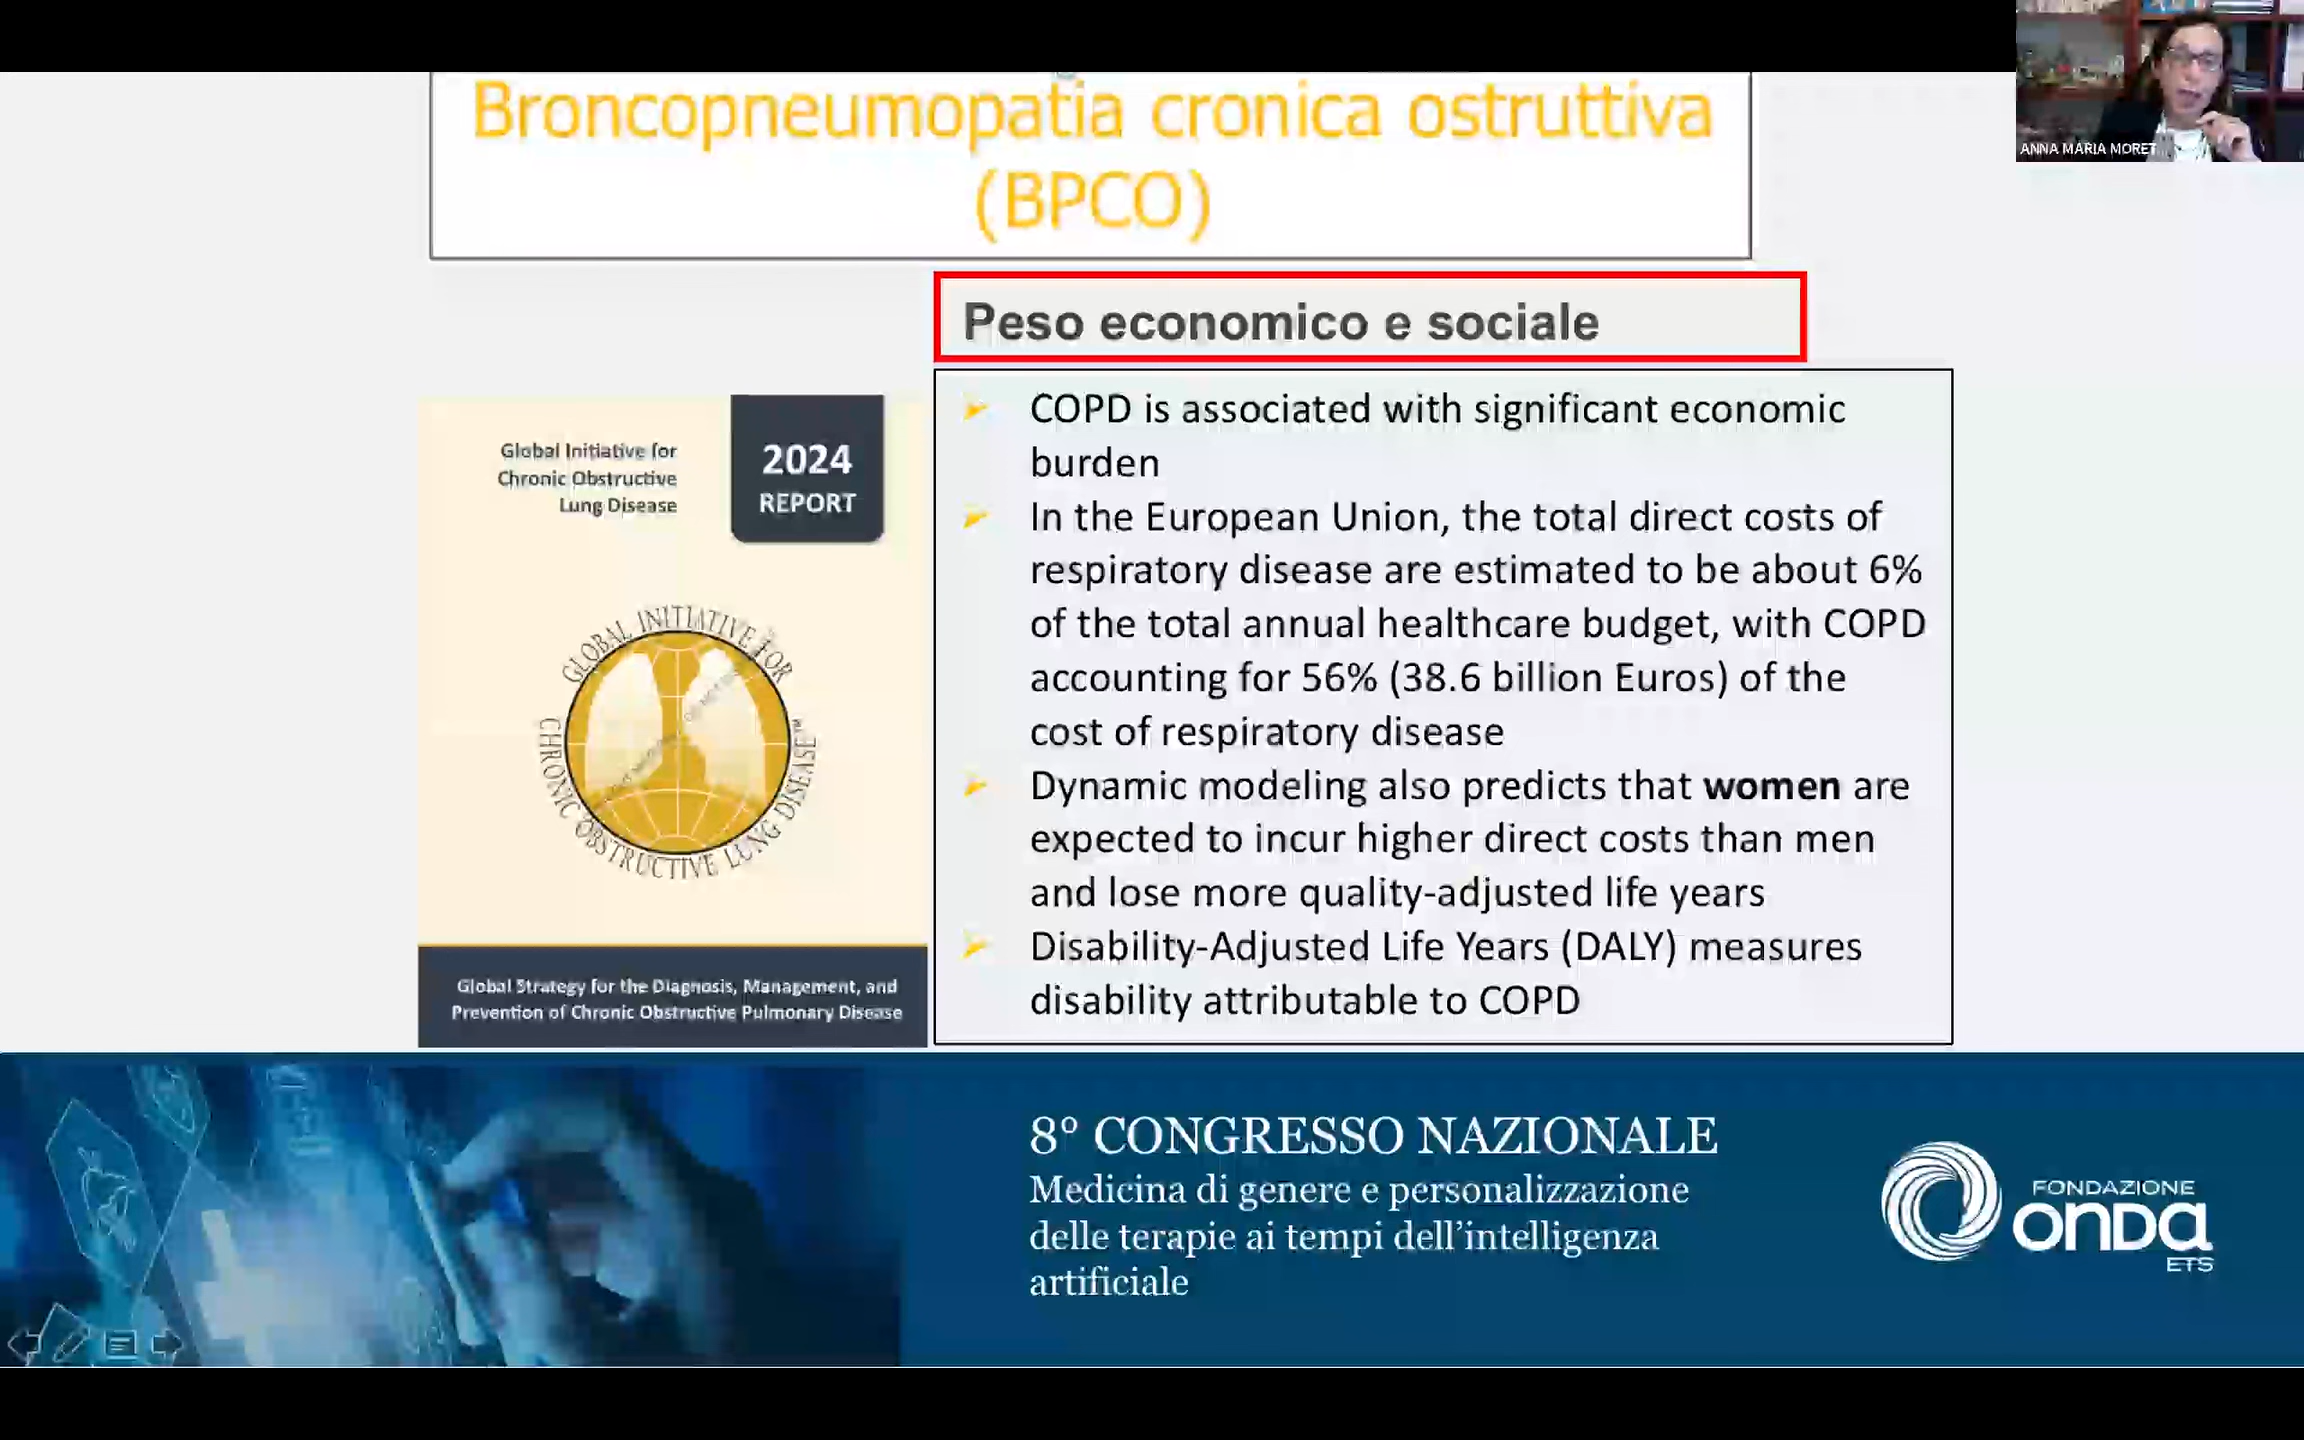 Broncopneumopatia cronica ostruttiva
(BPCO)
ANNA MARIA MORET
Peso economico e sociale
Global Initiative for
Chronic Obstructive
Lung Disease
2024
REPORT
GLOBAL INITIATIVE FOR
CHRONIC OBSTRUCTIVE LUNG DISEASE
Global Strategy for the Diagnosis, Management, and
Prevention of Chronic Obstructive Pulmonary Disease
COPD is associated with significant economic
burden
In the European Union, the total direct costs of
respiratory disease are estimated to be about 6%
of the total annual healthcare budget, with COPD
accounting for 56% (38.6 billion Euros) of the
cost of respiratory disease
Dynamic modeling also predicts that women are
expected to incur higher direct costs than men
and lose more quality-adjusted life years
Disability-Adjusted Life Years (DALY) measures
disability attributable to COPD
8° CONGRESSO NAZIONALE
Medicina di genere e personalizzazione
delle terapie ai tempi dell'intelligenza
artificiale
FONDAZIONE
onda
ETS